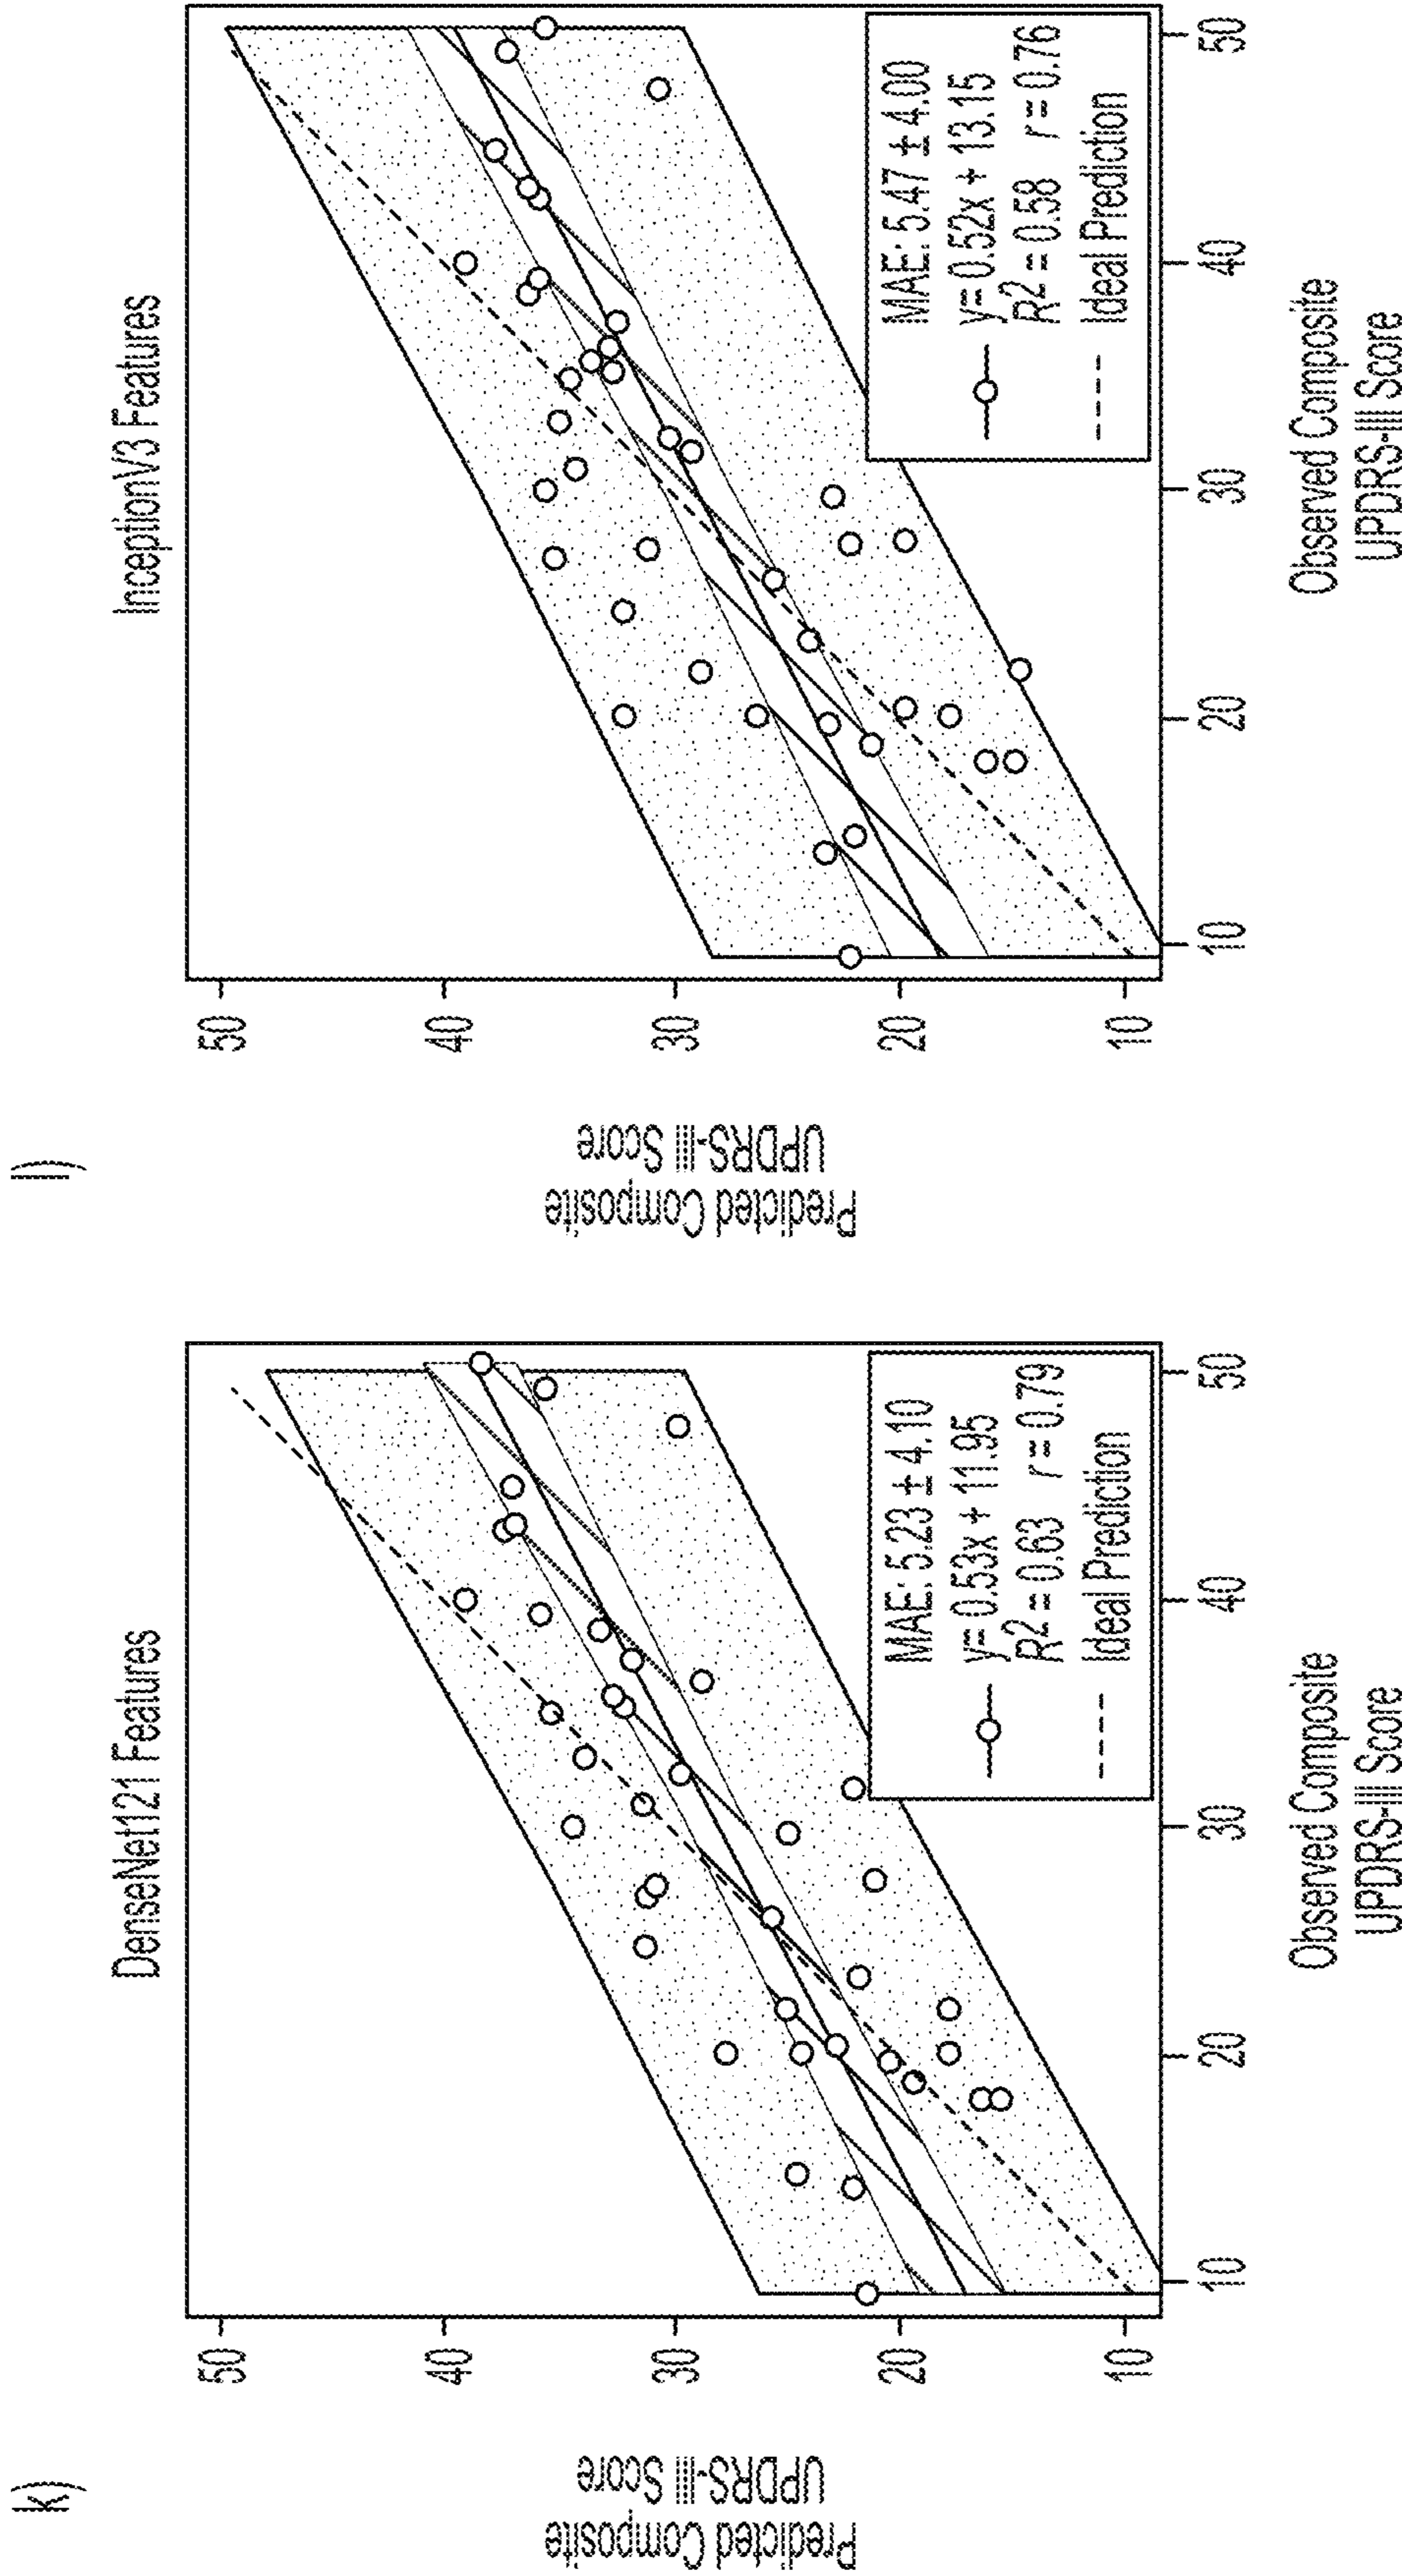 k)
DenseNet121 Features
Predicted Composite
UPDRS-III Score
50
40
30
20
10
MAE: 5.23 ± 4.10
y= 0.53x + 11.95
R2 = 0.63 r = 0.79
Ideal Prediction
10
20
30
40
50
Observed Composite
UPDRS-III Score
l)
InceptionV3 Features
Predicted Composite
UPDRS-III Score
50
40
30
20
10
MAE: 5.47 ± 4.00
y= 0.52x + 13.15
R2 = 0.58 r = 0.76
Ideal Prediction
10
20
30
40
50
Observed Composite
UPDRS-III Score